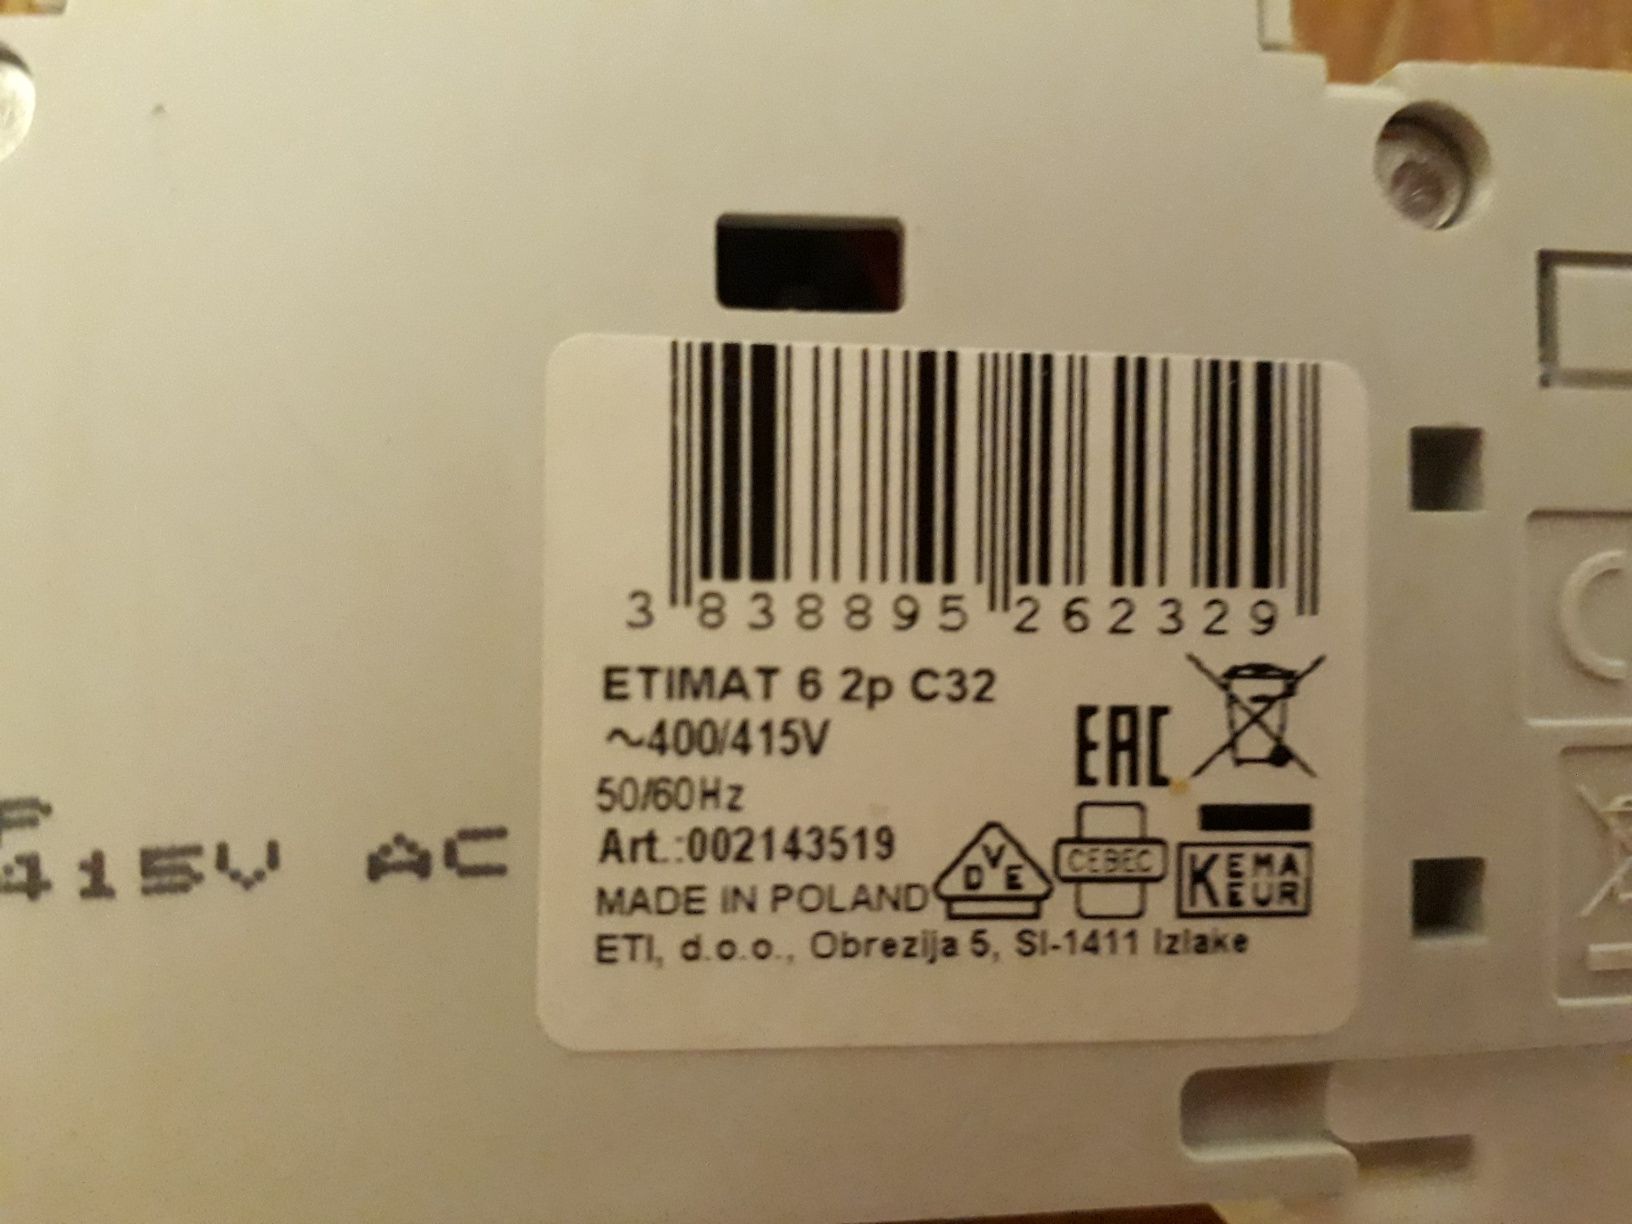 3 838895 262329
ETIMAT 6 2p C32
~400/415V
EAC
50/60Hz
Art.:002143519
DVE
CEBEC
KEMA
EUR
MADE IN POLAND
ETI, d.o.o., Obrezija 5, SI-1411 Izlake
415V AC